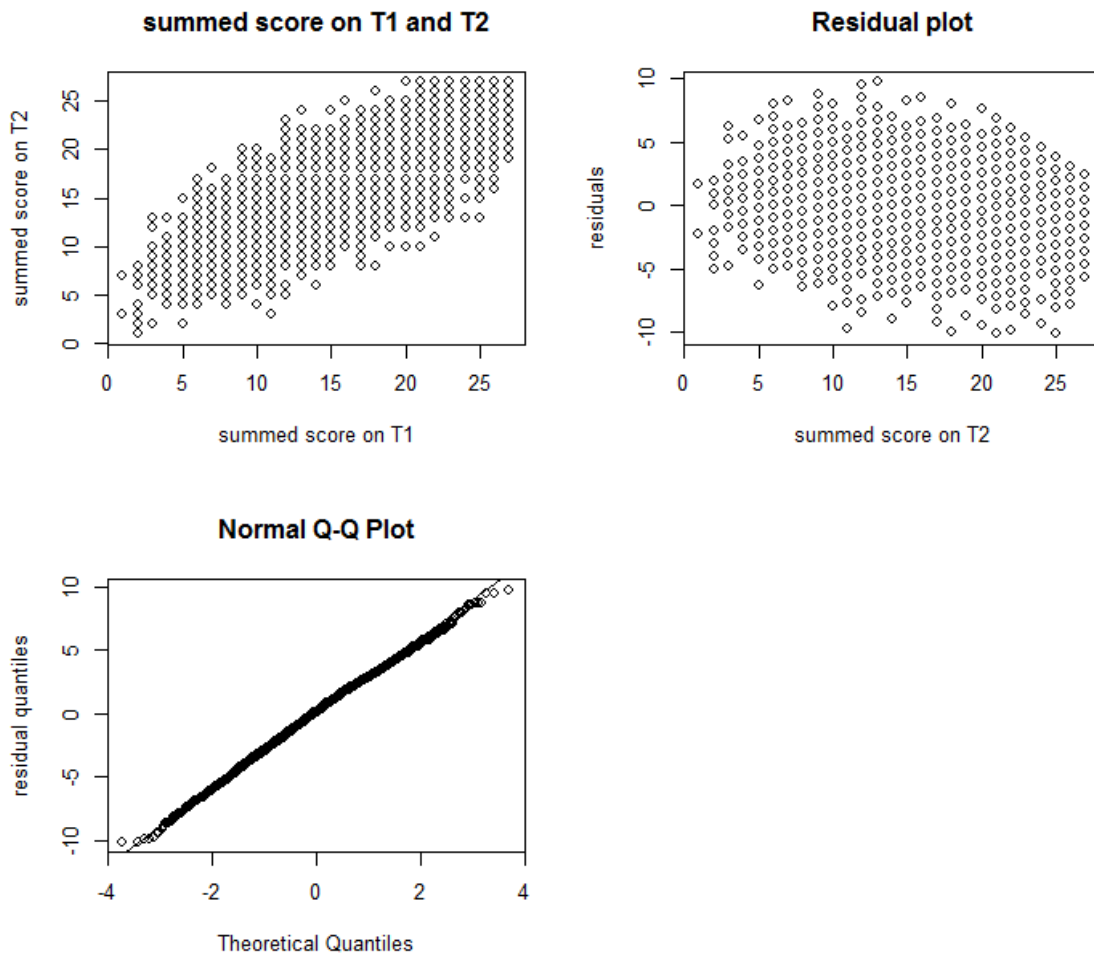 summed score on T1 and T2
summed score on T2
25
20
15
10
5
0
0 5 10 15 20 25
summed score on T1
Residual plot
residuals
10
5
0
-5
-10
0 5 10 15 20 25
summed score on T2
Normal Q-Q Plot
residual quantiles
10
5
0
-5
-10
-4 -2 0 2 4
Theoretical Quantiles